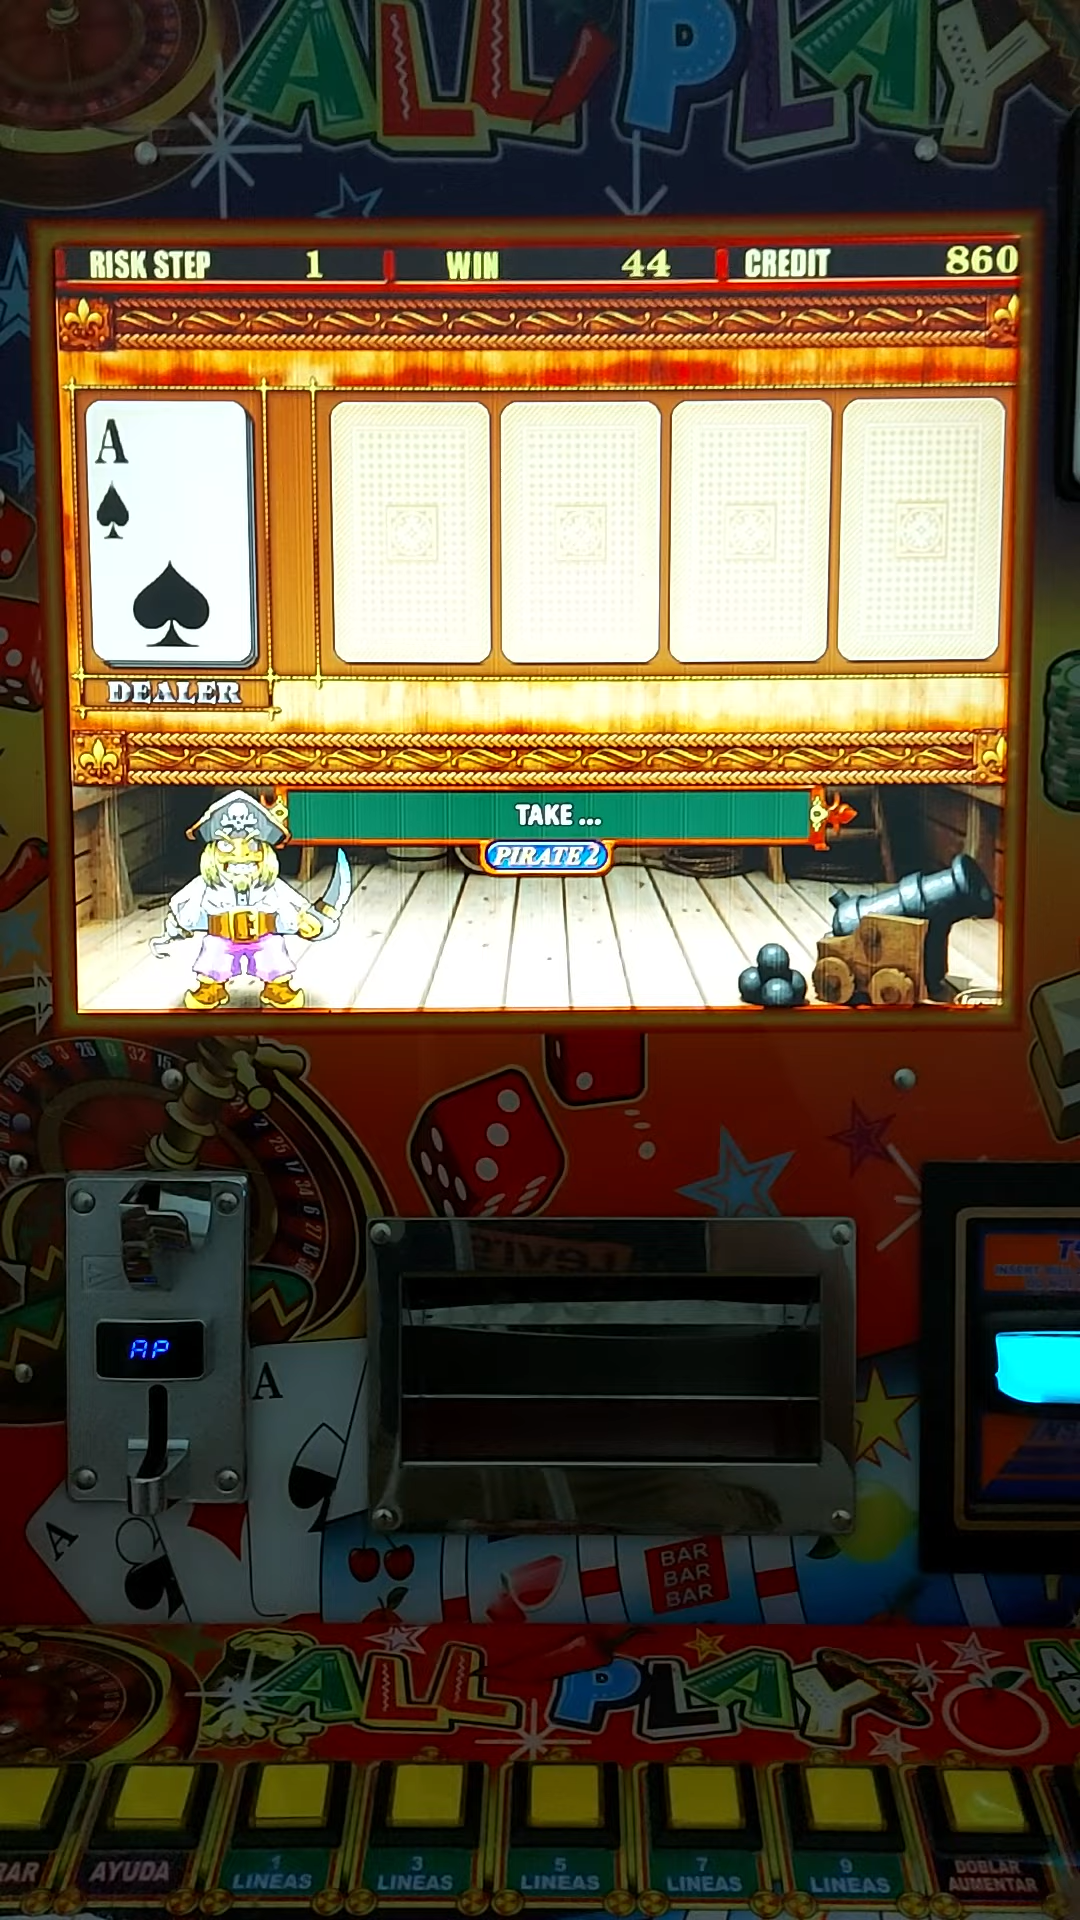 ALL PLAY
RISK STEP 1 WIN 44 CREDIT 860
A
DEALER
TAKE ...
PIRATE 2
AP
A
A
BAR
BAR
BAR
ALL PLAY
AYUDA
1
LINEAS
3
LINEAS
5
LINEAS
7
LINEAS
9
LINEAS
DOBLAR
AUMENTAR